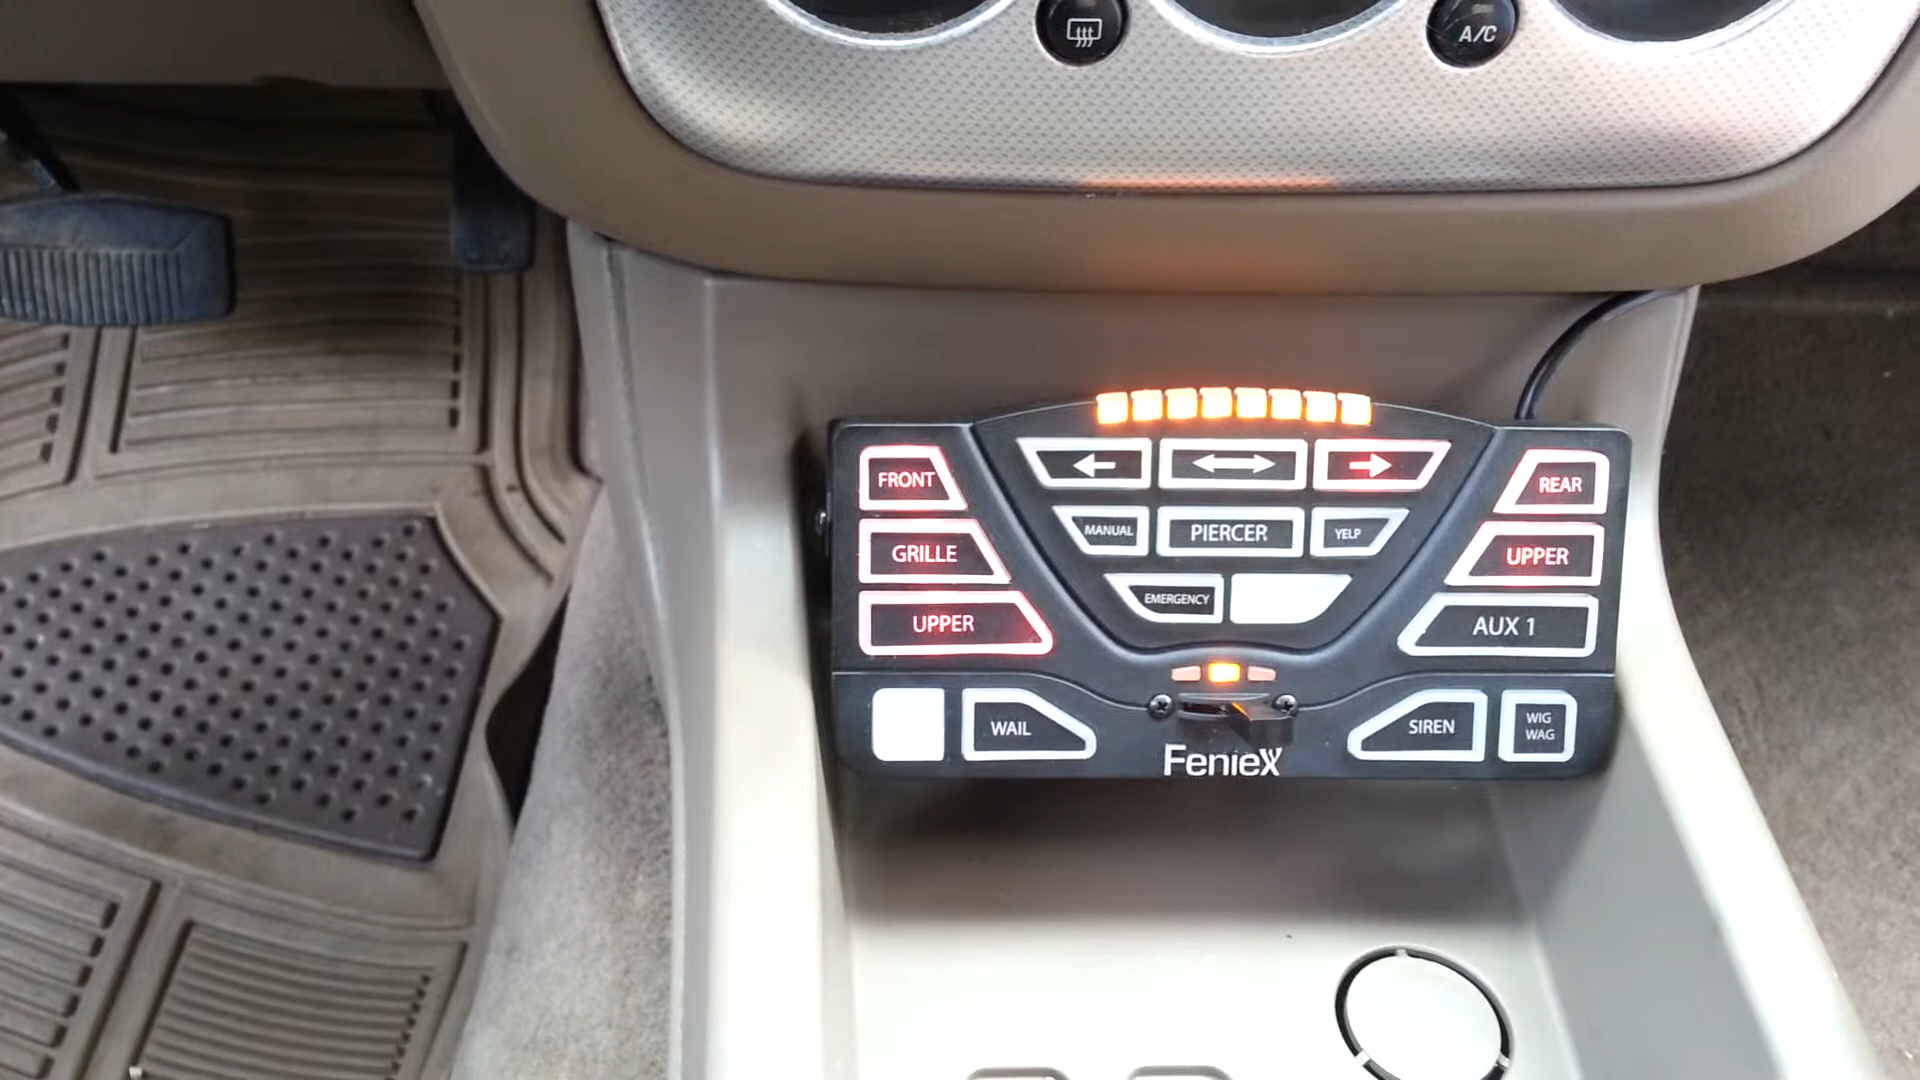 A/C
FRONT
REAR
MANUAL
PIERCER
YELP
GRILLE
UPPER
EMERGENCY
UPPER
AUX 1
WAIL
SIREN
WIG
WAG
Feniex